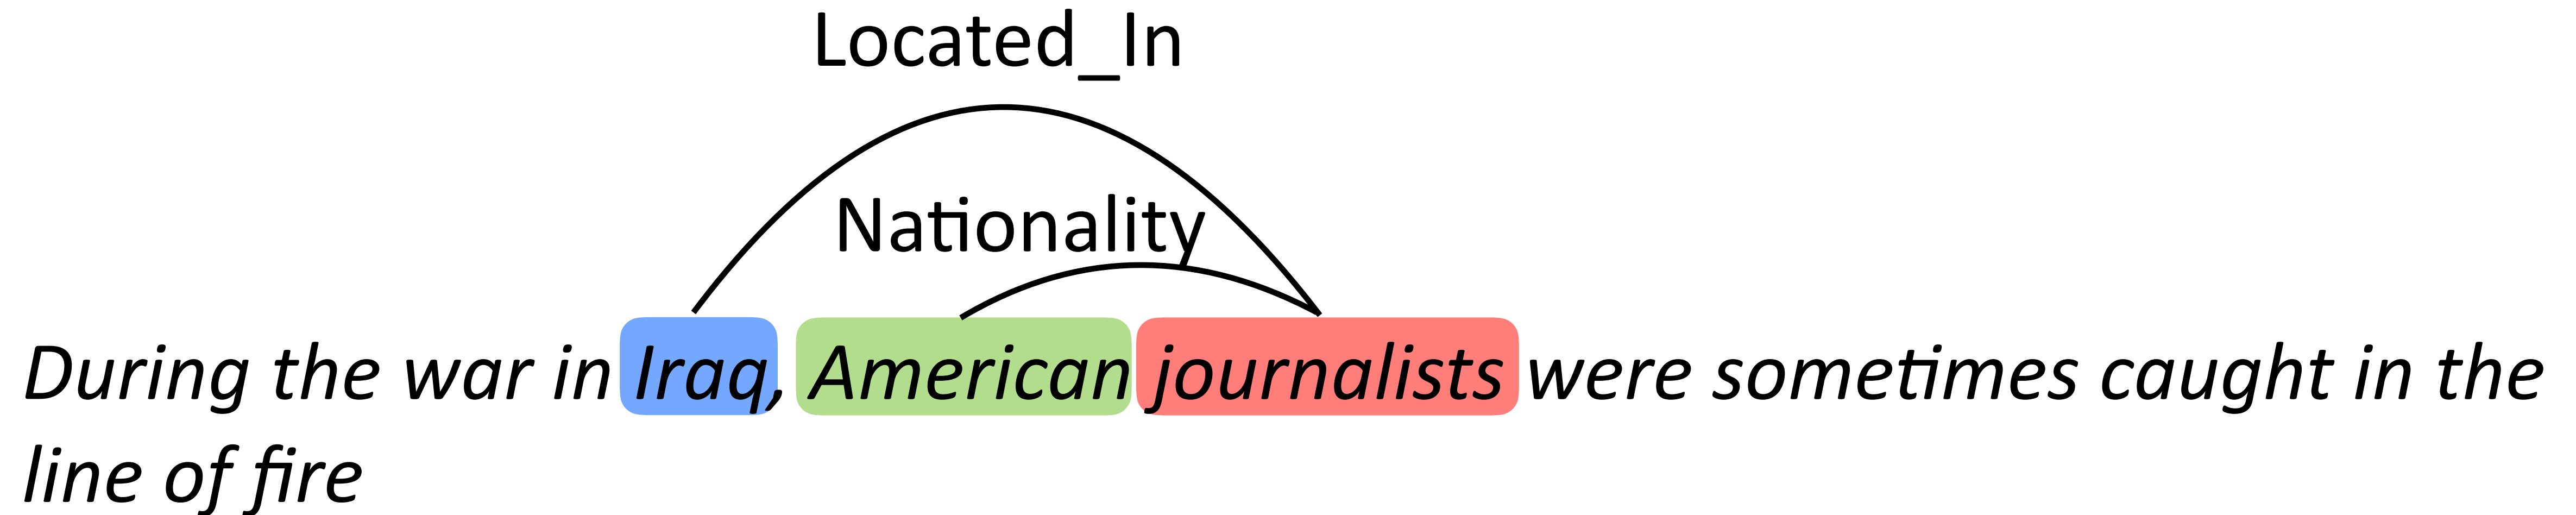 Located_In
Nationality
During the war in Iraq, American journalists were sometimes caught in the
line of fire